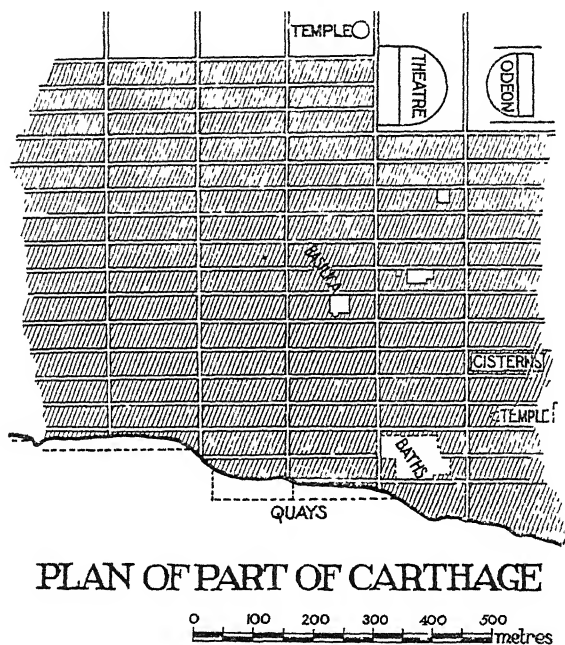 TEMPLE
THEATRE
ODEON
BASILICA
CISTERNS
TEMPLE
BATHS
QUAYS
PLAN OF PART OF CARTHAGE
0 100 200 300 400 500
metres